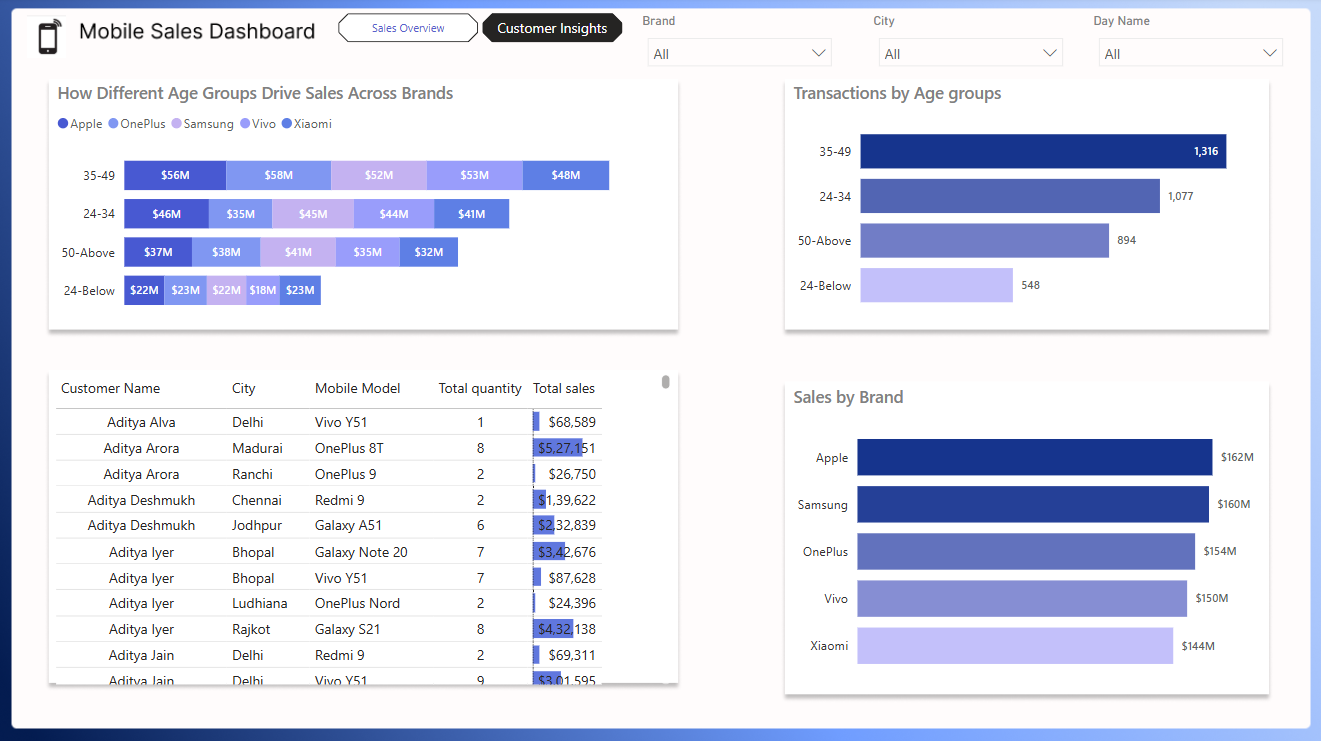 Mobile Sales Dashboard
Sales Overview
Customer Insights
Brand
All
City
All
Day Name
All
How Different Age Groups Drive Sales Across Brands
Apple OnePlus Samsung Vivo Xiaomi
35-49 $56M $58M $52M $53M $48M
24-34 $46M $35M $45M $44M $41M
50-Above $37M $38M $41M $35M $32M
24-Below $22M $23M $22M $18M $23M
Transactions by Age groups
35-49 1,316
24-34 1,077
50-Above 894
24-Below 548
Customer Name City Mobile Model Total quantity Total sales
Aditya Alva Delhi Vivo Y51 1 $68,589
Aditya Arora Madurai OnePlus 8T 8 $5,27,151
Aditya Arora Ranchi OnePlus 9 2 $26,750
Aditya Deshmukh Chennai Redmi 9 2 $1,39,622
Aditya Deshmukh Jodhpur Galaxy A51 6 $2,32,839
Aditya Iyer Bhopal Galaxy Note 20 7 $3,42,676
Aditya Iyer Bhopal Vivo Y51 7 $87,628
Aditya Iyer Ludhiana OnePlus Nord 2 $24,396
Aditya Iyer Rajkot Galaxy S21 8 $4,32,138
Aditya Jain Delhi Redmi 9 2 $69,311
Aditya Jain Delhi Vivo Y51 9 $3,01,595
Sales by Brand
Apple $162M
Samsung $160M
OnePlus $154M
Vivo $150M
Xiaomi $144M